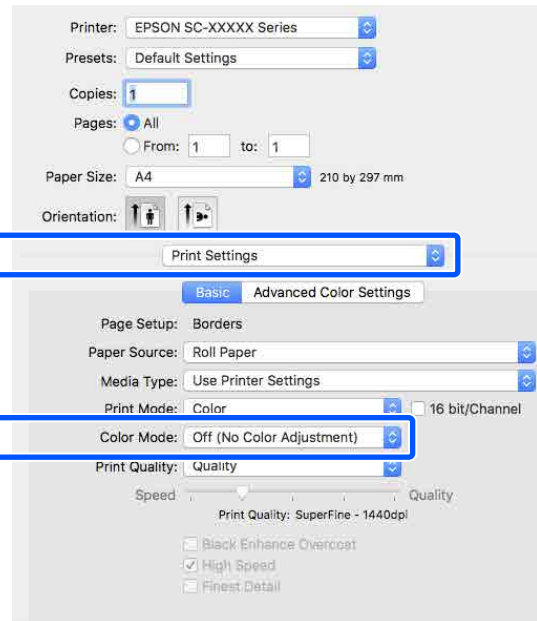 Printer: EPSON SC-XXXXX Series
Presets: Default Settings
Copies: 1
Pages: All
From: 1 to: 1
Paper Size: A4 210 by 297 mm
Orientation:
Print Settings
Basic Advanced Color Settings
Page Setup: Borders
Paper Source: Roll Paper
Media Type: Use Printer Settings
Print Mode: Color 16 bit/Channel
Color Mode: Off (No Color Adjustment)
Print Quality: Quality
Speed Quality
Print Quality: SuperFine - 1440dpi
Black Enhance Overcoat
High Speed
Finest Detail